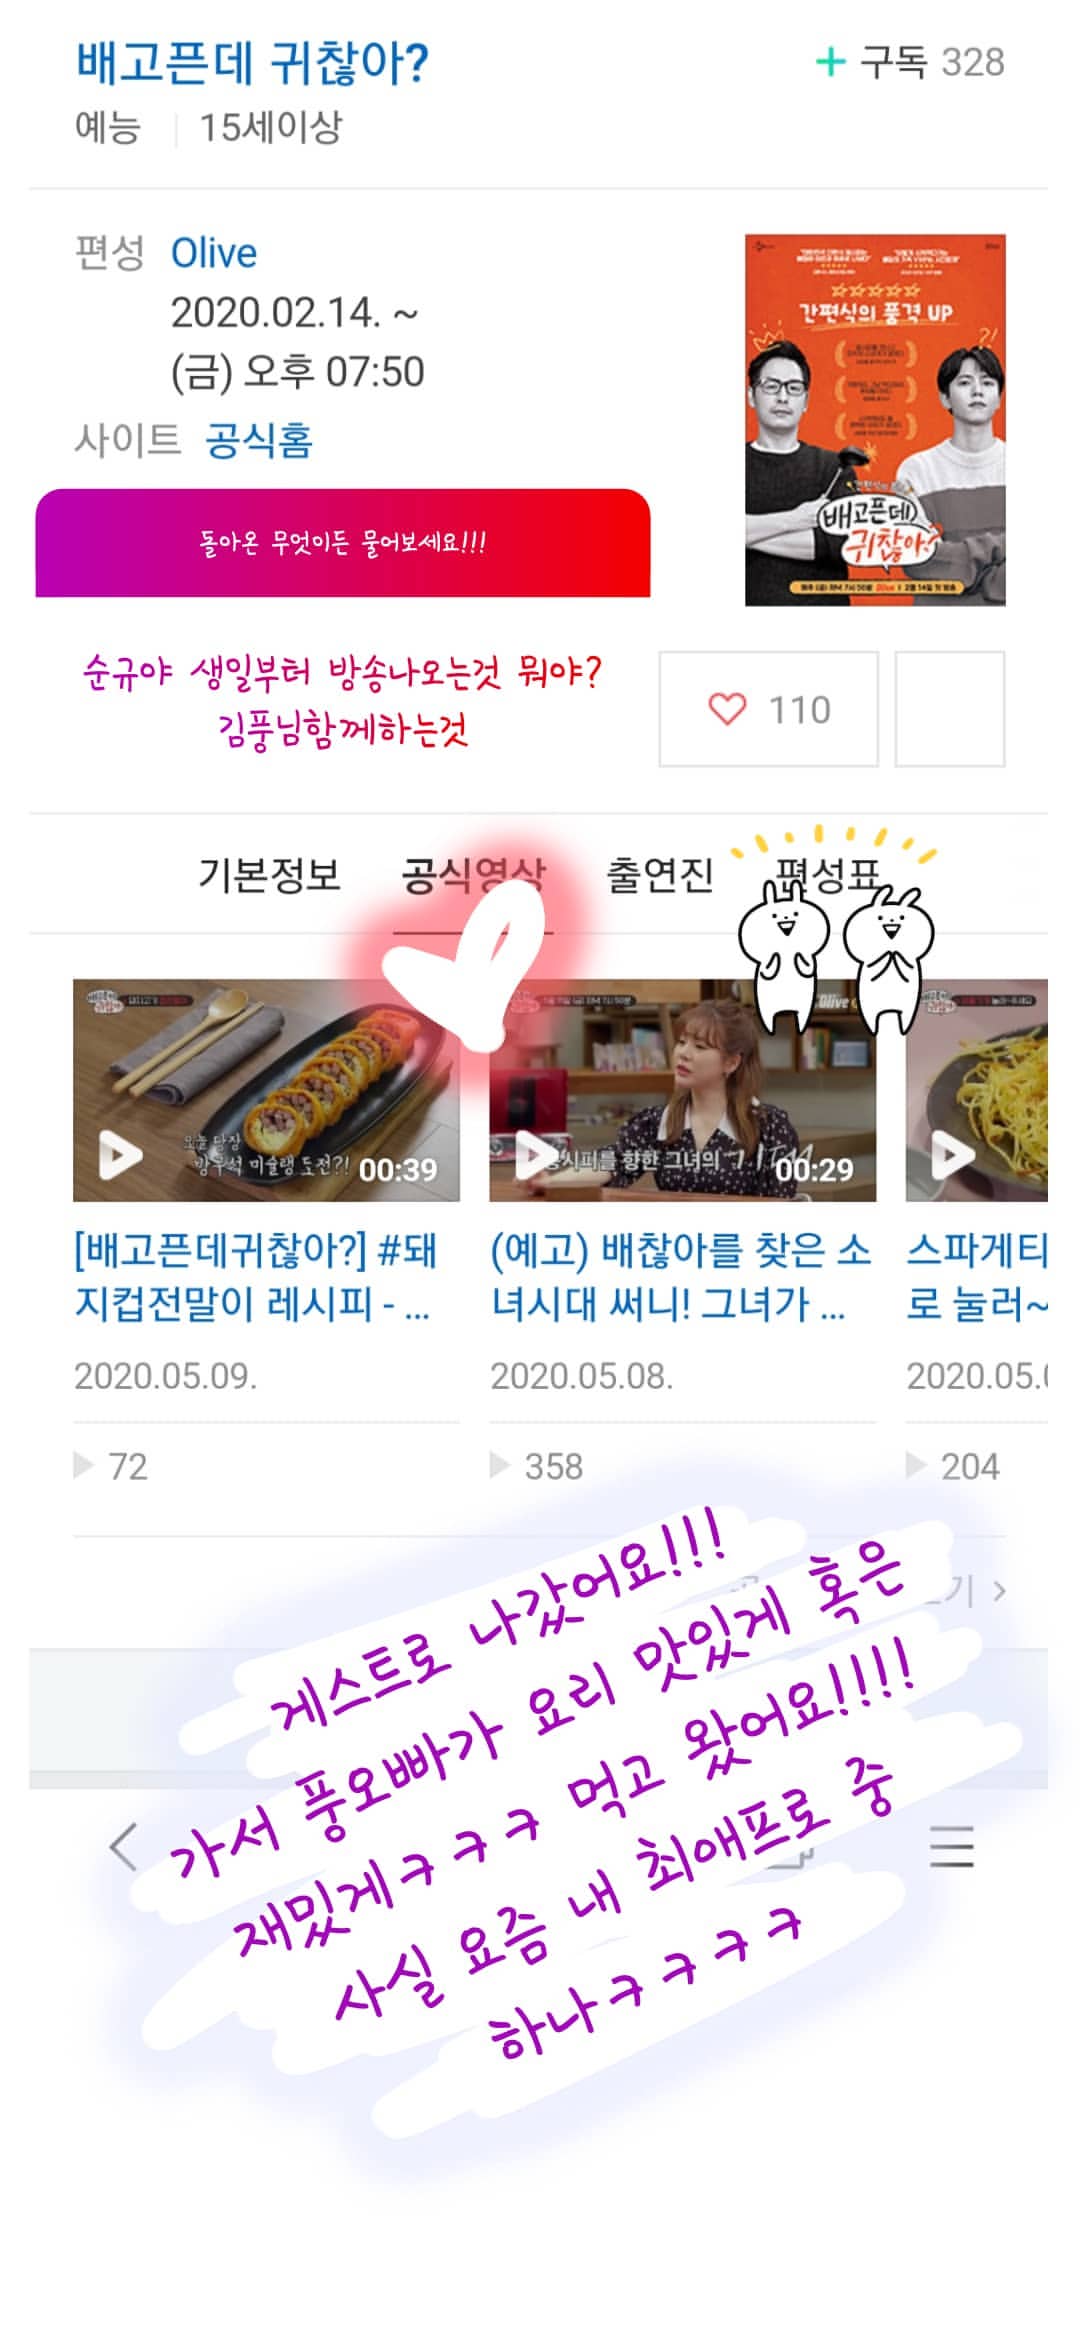 배고픈데 귀찮아?
+ 구독 328
예능 | 15세이상
편성 Olive
2020.02.14. ~
(금) 오후 07:50
사이트 공식홈
간편식의 품격 UP
배고픈데
귀찮아?
돌아온 무엇이든 물어보세요!!!
순규야 생일부터 방송나오는것 뭐야?
김풍님함께하는것
110
기본정보 공식영상 출연진 편성표
Olive
오늘 당장
미슐랭 도전?! 00:39
향한 그녀의
00:29
[배고픈데귀찮아?] #돼
지컵전말이 레시피 - ...
2020.05.09.
72
(예고) 배찮아를 찾은 소
녀시대 써니! 그녀가 ...
2020.05.08.
358
스파게티
로 눌러~
2020.05.0
204
게스트로 나갔어요!!!
가서 풍오빠가 요리 맛있게 혹은
재밌게ㅋㅋㅋ 먹고 왔어요!!!!
사실 요즘 내 최애프로 중
하나ㅋㅋㅋㅋ